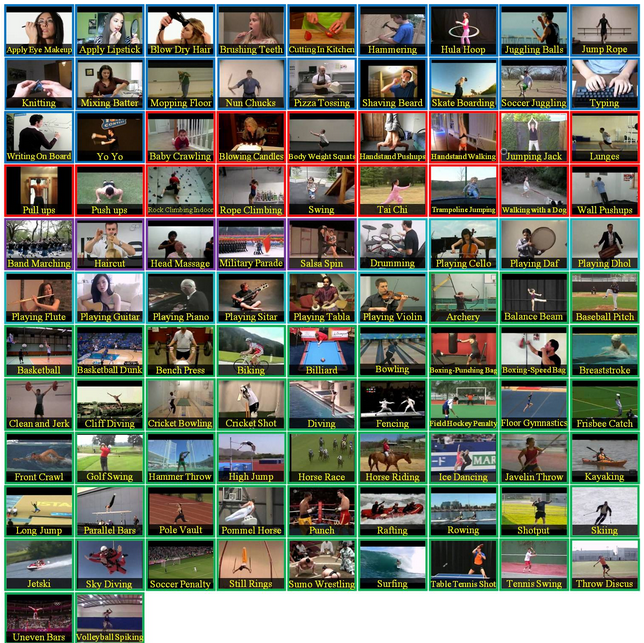 Apply Eye Makeup
Apply Lipstick
Blow Dry Hair
Brushing Teeth
Cutting In Kitchen
Hammering
Hula Hoop
Juggling Balls
Jump Rope
Knitting
Mixing Batter
Mopping Floor
Nun Chucks
Pizza Tossing
Shaving Beard
Skate Boarding
Soccer Juggling
Typing
Writing On Board
Yo Yo
Baby Crawling
Blowing Candles
Body Weight Squats
Handstand Pushups
Handstand Walking
Jumping Jack
Lunges
Pull ups
Push ups
Rock Climbing Indoor
Rope Climbing
Swing
Tai Chi
Trampoline Jumping
Walking with a Dog
Wall Pushups
Band Marching
Haircut
Head Massage
Military Parade
Salsa Spin
Drumming
Playing Cello
Playing Daf
Playing Dhol
Playing Flute
Playing Guitar
Playing Piano
Playing Sitar
Playing Tabla
Playing Violin
Archery
Balance Beam
Baseball Pitch
Basketball
Basketball Dunk
Bench Press
Biking
Billiard
Bowling
Boxing-Punching Bag
Boxing-Speed Bag
Breaststroke
Clean and Jerk
Cliff Diving
Cricket Bowling
Cricket Shot
Diving
Fencing
Field Hockey Penalty
Floor Gymnastics
Frisbee Catch
Front Crawl
Golf Swing
Hammer Throw
High Jump
Horse Race
Horse Riding
Ice Dancing
Javelin Throw
Kayaking
Long Jump
Parallel Bars
Pole Vault
Pommel Horse
Punch
Rafting
Rowing
Shotput
Skiing
Jetski
Sky Diving
Soccer Penalty
Still Rings
Sumo Wrestling
Surfing
Table Tennis Shot
Tennis Swing
Throw Discus
Uneven Bars
Volleyball Spiking